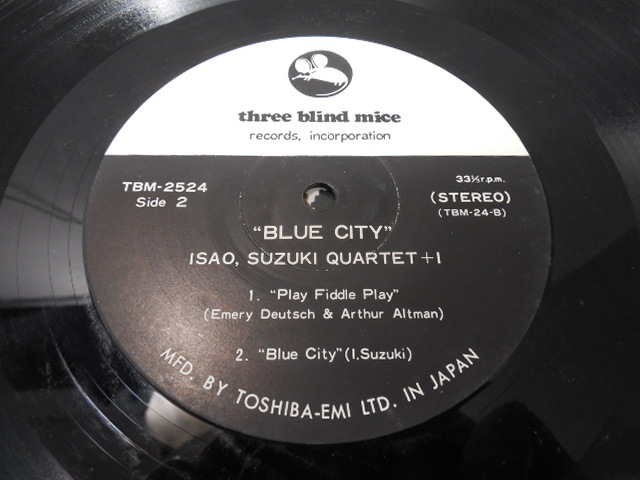 three blind mice
records, incorporation
TBM-2524
Side 2
33⅓r.p.m.
(STEREO)
(TBM-24-B)
"BLUE CITY"
ISAO, SUZUKI QUARTET+1
1. "Play Fiddle Play"
(Emery Deutsch & Arthur Altman)
2. "Blue City"(I.Suzuki)
MFD. BY TOSHIBA-EMI LTD. IN JAPAN